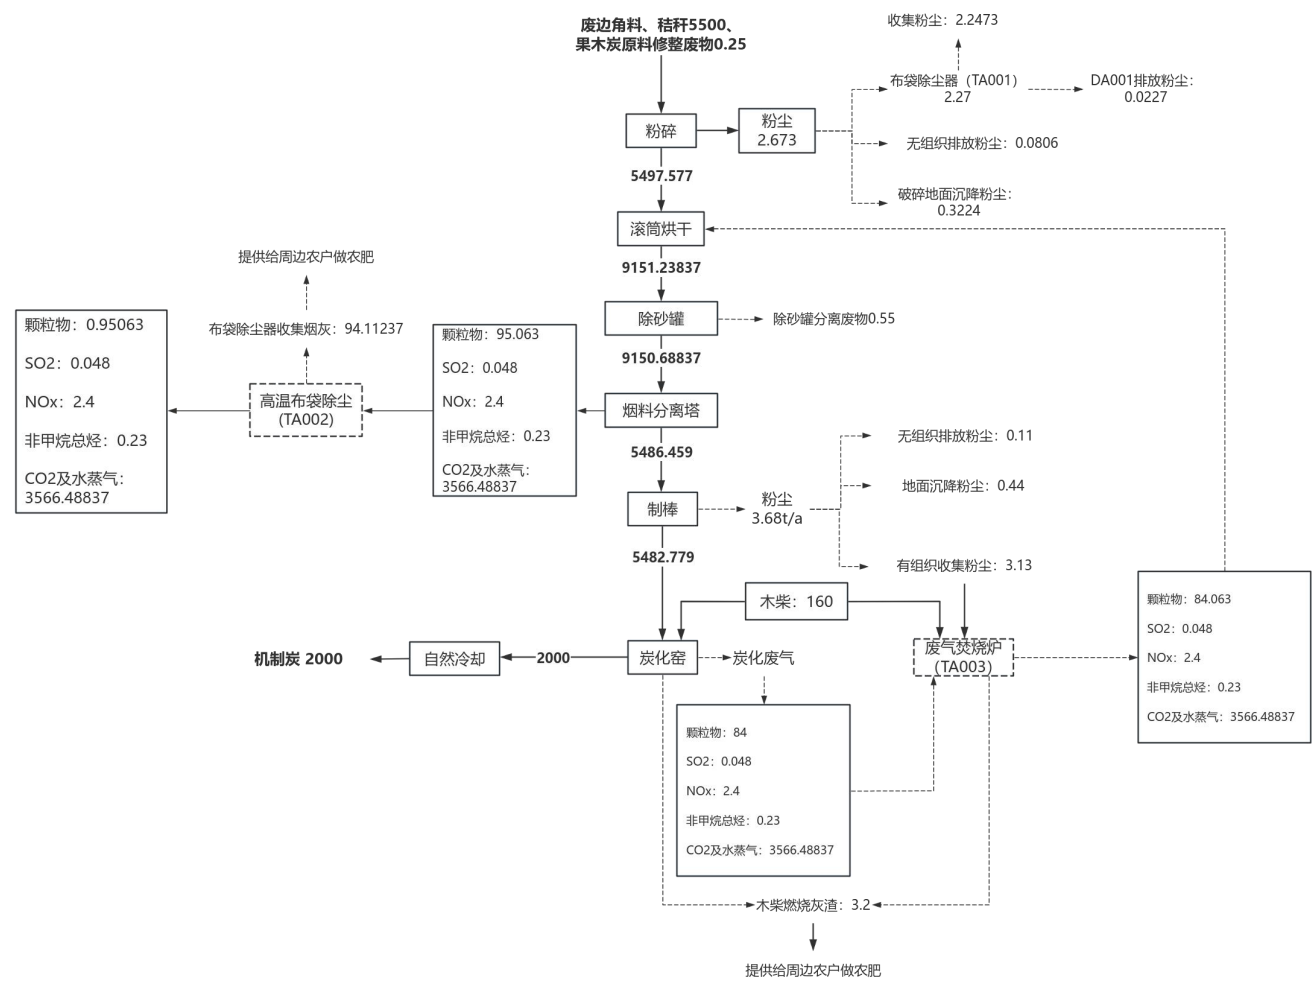 废边角料、秸秆5500、
果木炭原料修整废物0.25
收集粉尘：2.2473
布袋除尘器（TA001）
2.27
DA001排放粉尘：
0.0227
粉碎
粉尘
2.673
无组织排放粉尘：0.0806
5497.577
破碎地面沉降粉尘：
0.3224
滚筒烘干
提供给周边农户做农肥
9151.23837
除砂罐
除砂罐分离废物0.55
布袋除尘器收集烟灰：94.11237
颗粒物：0.95063
SO2：0.048
NOx：2.4
非甲烷总烃：0.23
CO2及水蒸气：
3566.48837
高温布袋除尘
(TA002)
颗粒物：95.063
SO2：0.048
NOx：2.4
非甲烷总烃：0.23
CO2及水蒸气：
3566.48837
9150.68837
烟料分离塔
5486.459
无组织排放粉尘：0.11
地面沉降粉尘：0.44
制棒
粉尘
3.68t/a
5482.779
有组织收集粉尘：3.13
木柴：160
机制炭 2000
自然冷却
2000
炭化窑
炭化废气
废气焚烧炉
（TA003）
颗粒物：84.063
SO2：0.048
NOx：2.4
非甲烷总烃：0.23
CO2及水蒸气：3566.48837
颗粒物：84
SO2：0.048
NOx：2.4
非甲烷总烃：0.23
CO2及水蒸气：3566.48837
木柴燃烧灰渣：3.2
提供给周边农户做农肥